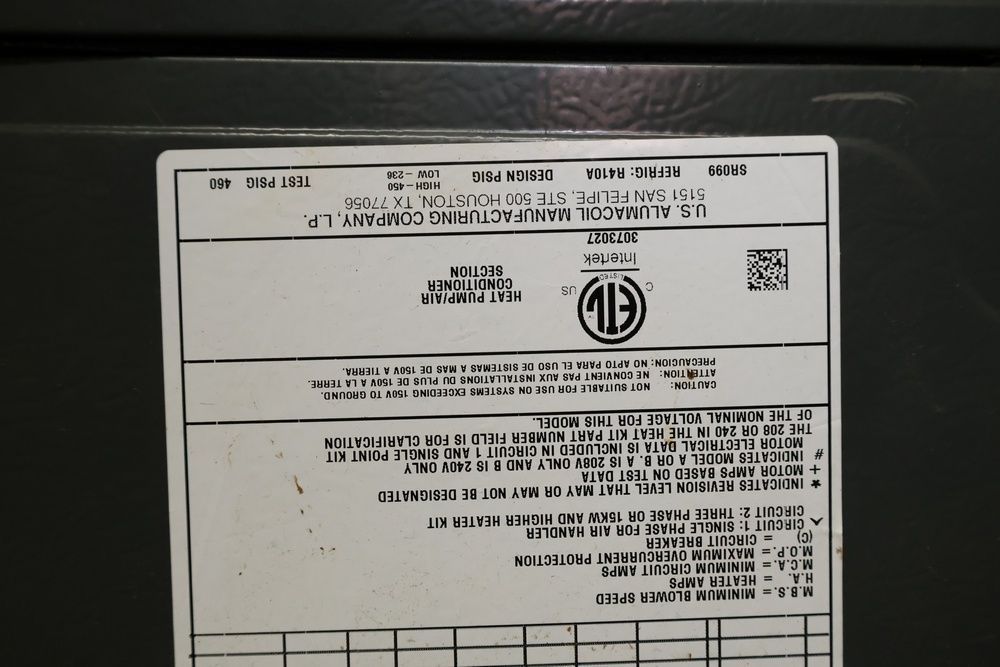 M.B.S.= MINIMUM BLOWER SPEED
H.A. = HEATER AMPS
M.C.A.= MINIMUM CIRCUIT AMPS
M.O.P.= MAXIMUM OVERCURRENT PROTECTION
(C) = CIRCUIT BREAKER
CIRCUIT 1: SINGLE PHASE FOR AIR HANDLER
CIRCUIT 2: THREE PHASE OR 15KW AND HIGHER HEATER KIT
* INDICATES REVISION LEVEL THAT MAY OR MAY NOT BE DESIGNATED
+ MOTOR AMPS BASED ON TEST DATA
# INDICATES MODEL A OR B. A IS 208V ONLY AND B IS 240V ONLY
MOTOR ELECTRICAL DATA IS INCLUDED IN CIRCUIT 1 AND SINGLE POINT KIT
THE 208 OR 240 IN THE HEAT KIT PART NUMBER FIELD IS FOR CLARIFICATION
OF THE NOMINAL VOLTAGE FOR THIS MODEL.
CAUTION: NOT SUITABLE FOR USE ON SYSTEMS EXCEEDING 150V TO GROUND.
ATTENTION: NE CONVIENT PAS AUX INSTALLATIONS DU PLUS DE 150V A LA TERRE.
PRECAUCION: NO APTO PARA EL USO DE SISTEMAS A MAS DE 150V A TIERRA.
ETL
LISTED
C US
Intertek
3073027
HEAT PUMP/AIR
CONDITIONER
SECTION
U.S. ALUMACOIL MANUFACTURING COMPANY, L.P.
5151 SAN FELIPE, STE 500 HOUSTON, TX 77056
SR099 REFRIG: R410A DESIGN PSIG HIGH-450 LOW - 236 TEST PSIG 460